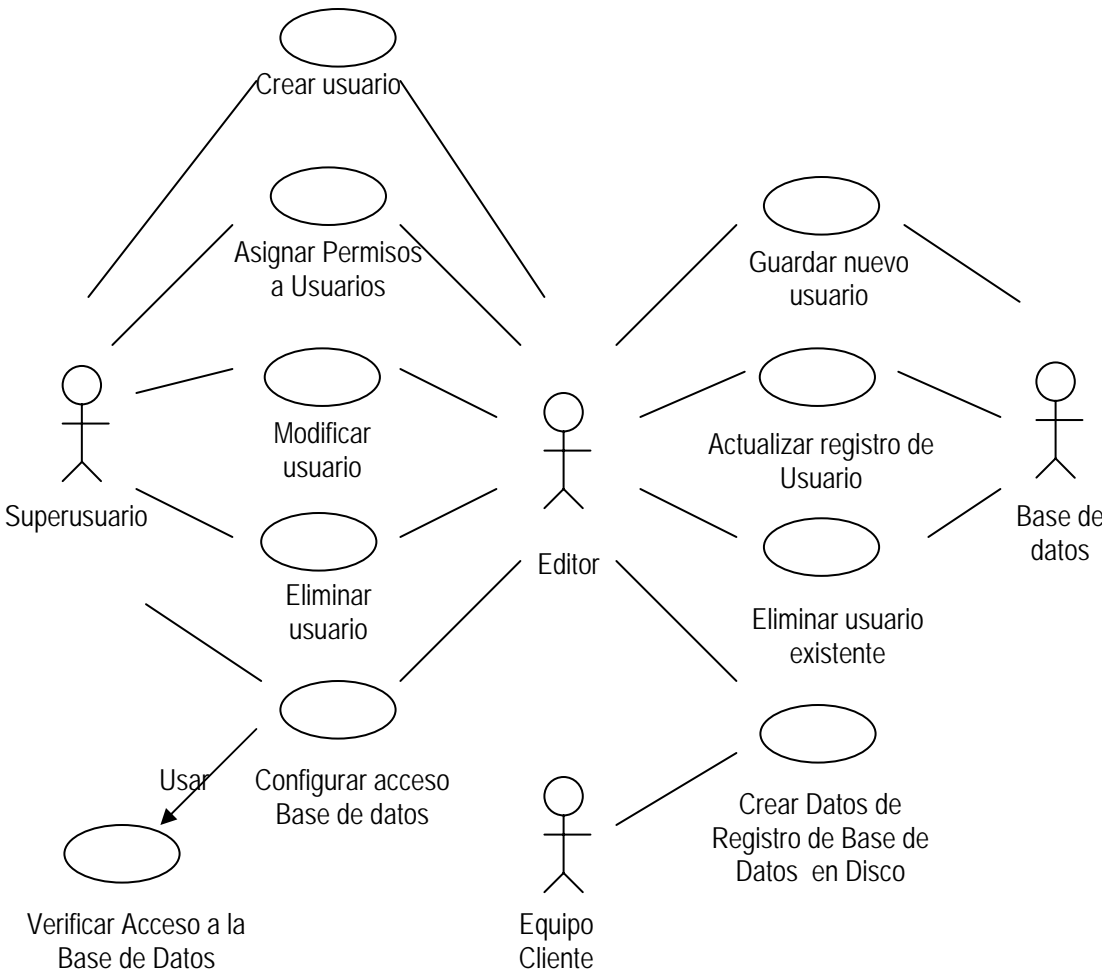 Crear usuario
Asignar Permisos
a Usuarios
Guardar nuevo
usuario
Modificar
usuario
Actualizar registro de
Usuario
Superusuario
Editor
Base de
datos
Eliminar
usuario
Eliminar usuario
existente
Usar
Configurar acceso
Base de datos
Crear Datos de
Registro de Base de
Datos en Disco
Verificar Acceso a la
Base de Datos
Equipo
Cliente